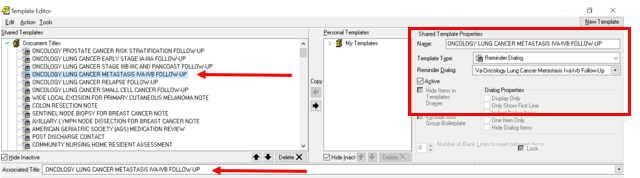 Template Editor
Edit Action Tools
New Template
Shared Templates
Document Titles
ONCOLOGY PROSTATE CANCER RISK STRATIFICATION FOLLOW-UP
ONCOLOGY LUNG CANCER EARLY STAGE IA-IIIA FOLLOW-UP
ONCOLOGY LUNG CANCER STAGE IIIB-IIIC AND PANCOAST FOLLOW-UP
ONCOLOGY LUNG CANCER METASTASIS IVA-IVB FOLLOW-UP
ONCOLOGY LUNG CANCER RELAPSE FOLLOW-UP
ONCOLOGY LUNG CANCER SMALL CELL CANCER FOLLOW-UP
WIDE LOCAL EXCISION FOR PRIMARY CUTANEOUS MELANOMA NOTE
COLON RESECTION NOTE
SENTINEL NODE BIOPSY FOR BREAST CANCER NOTE
AXILLARY LYMPH NODE DISSECTION FOR BREAST CANCER NOTE
AMERICAN GERIATRIC SOCIETY (AGS) MEDICATION REVIEW
POST DISCHARGE CONTACT
COMMUNITY NURSING HOME RESIDENT ASSESSMENT
Hide Inactive
Delete
Copy
Personal Templates
My Templates
Hide Inacl
Delete
Shared Template Properties
Name: ONCOLOGY LUNG CANCER METASTASIS IVA-IVB FOLLOW-UP
Template Type: Reminder Dialog
Reminder Dialog: Va-Oncology Lung Cancer Metastasis Iva-Ivb Follow-Up
Active
Hide Items in Templates Drawer
Dialog Properties
Display Only
Only Show First Line
Indent Dialog Items
Exclude from Group Boilerplate
One Item Only
Hide Dialog Items
0 Number of Blank Lines to insert between items
Lock
Associated Title: ONCOLOGY LUNG CANCER METASTASIS IVA-IVB FOLLOW-UP